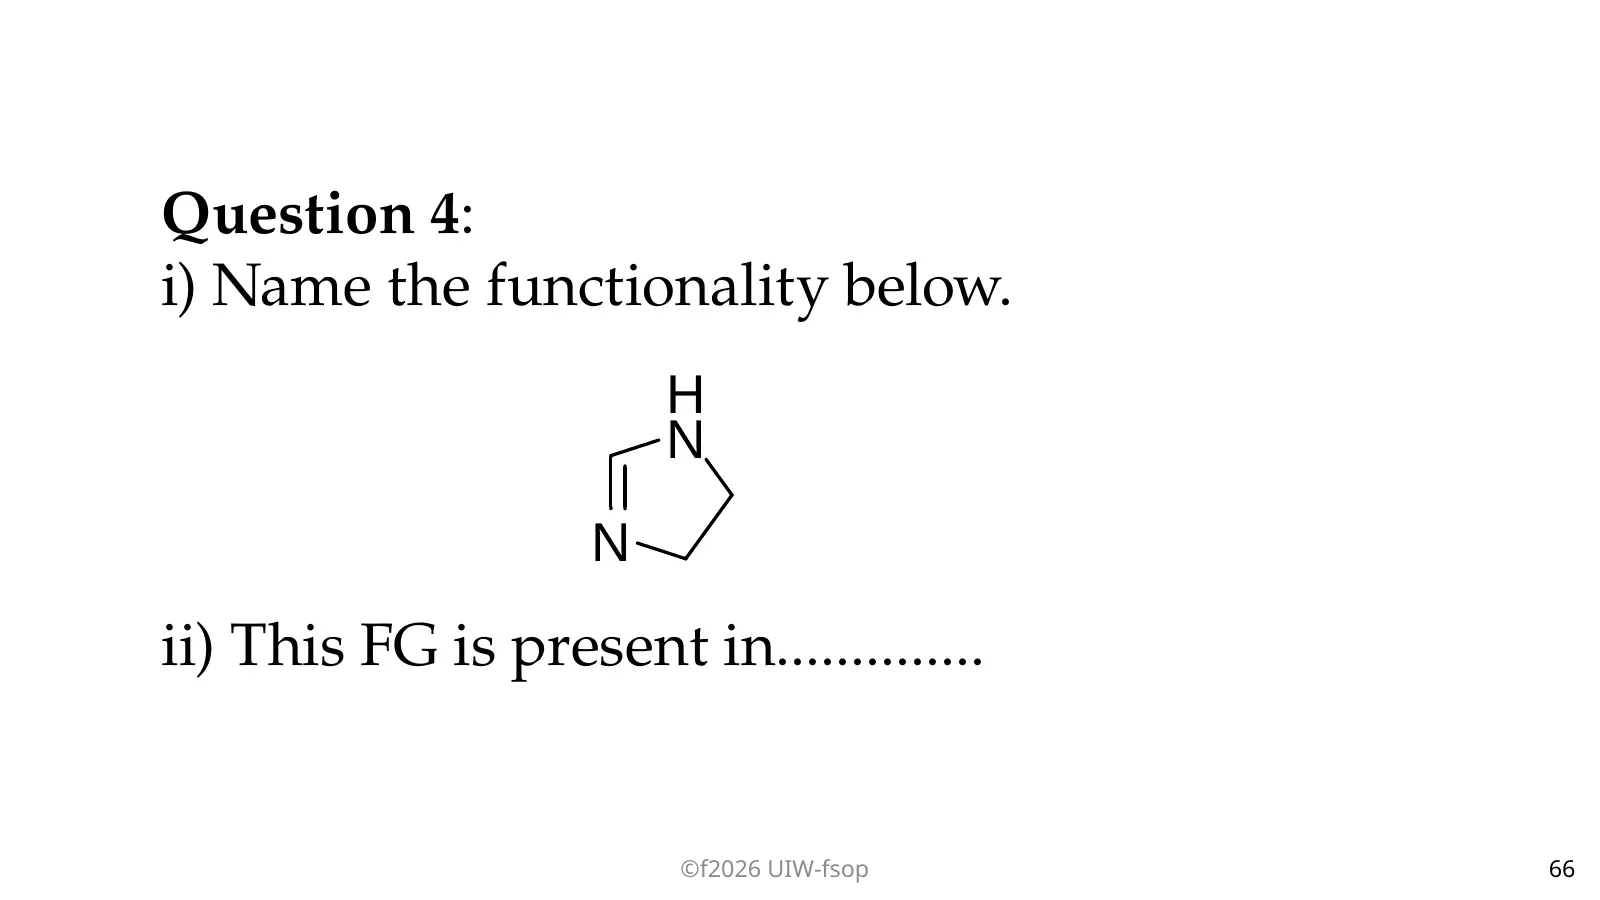 Question 4:
i) Name the functionality below.
H
N
N
ii) This FG is present in..............
©f2026 UIW-fsop
66